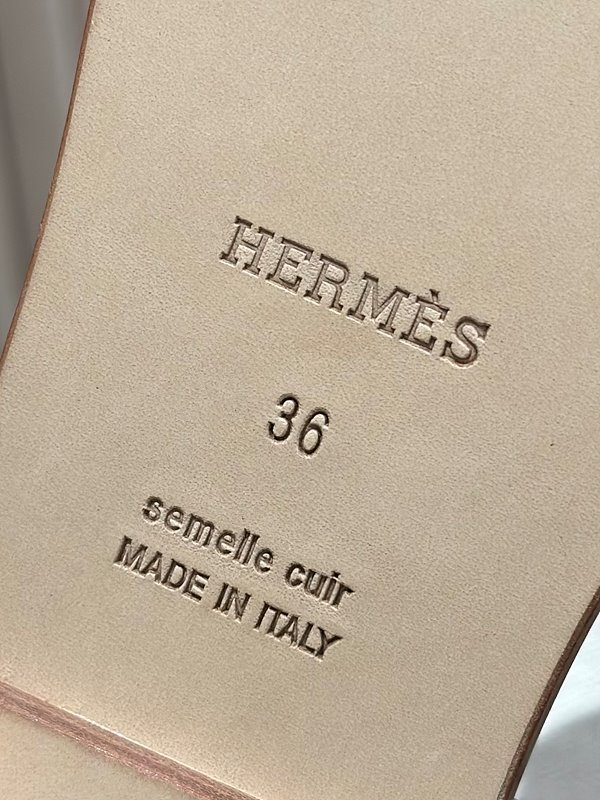 HERMÈS
36
semelle cuir
MADE IN ITALY